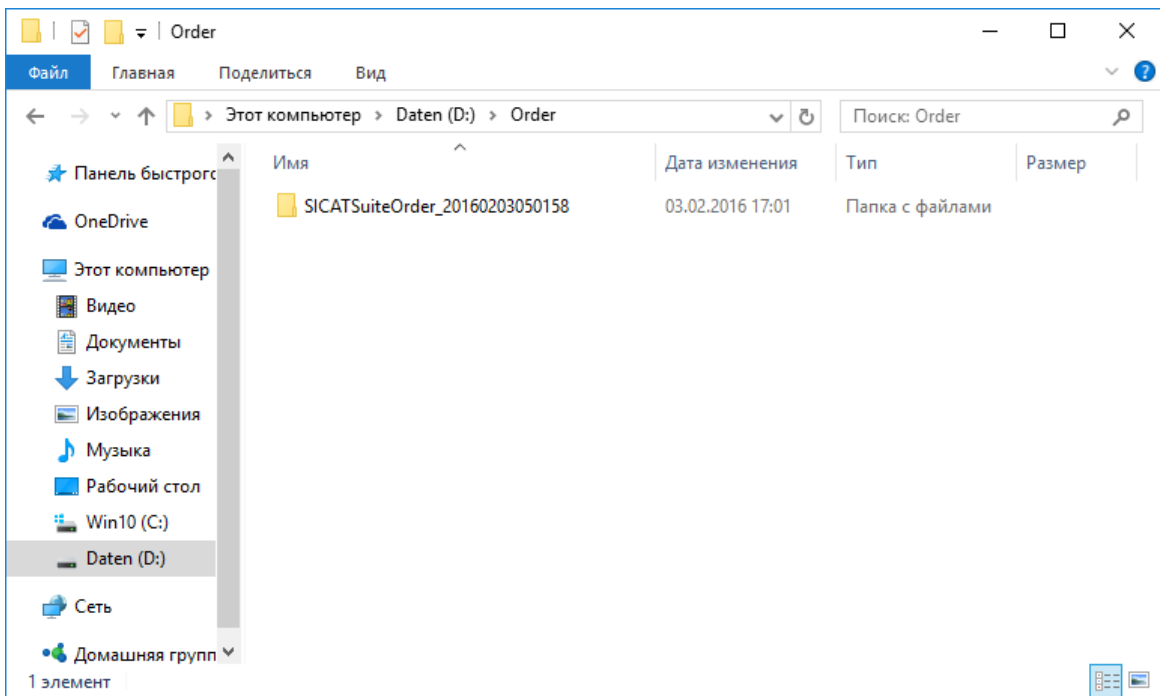 Order
Файл Главная Поделиться Вид
Этот компьютер Daten (D:) Order Поиск: Order
Имя Дата изменения Тип Размер
SICATSuiteOrder_20160203050158 03.02.2016 17:01 Папка с файлами
Панель быстрого
OneDrive
Этот компьютер
Видео
Документы
Загрузки
Изображения
Музыка
Рабочий стол
Win10 (C:)
Daten (D:)
Сеть
Домашняя групп
1 элемент